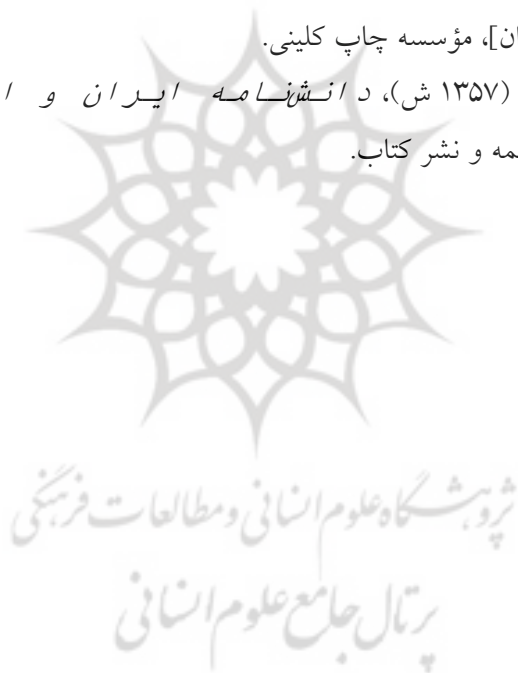 ان]، مؤسسه چاپ کلینی.
(۱۳۵۷ ش)، دانشنامه ایران و ا
مه و نشر کتاب.
پژوهشگاه علوم انسانی و مطالعات فرهنگی
پرتال جامع علوم انسانی